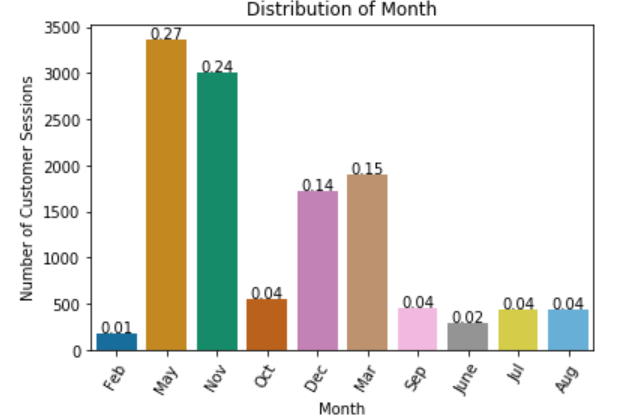 Distribution of Month
Number of Customer Sessions
3500
3000
2500
2000
1500
1000
500
0
0.01
0.27
0.24
0.04
0.14
0.15
0.04
0.02
0.04
0.04
Feb
May
Nov
Oct
Dec
Mar
Sep
June
Jul
Aug
Month